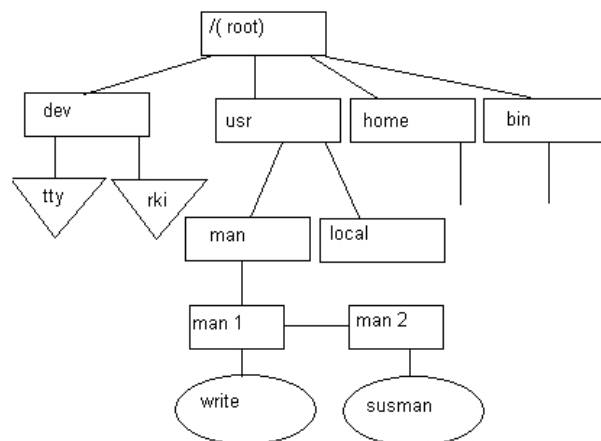 /( root)
dev
usr
home
bin
tty
rki
man
local
man 1
man 2
write
susman